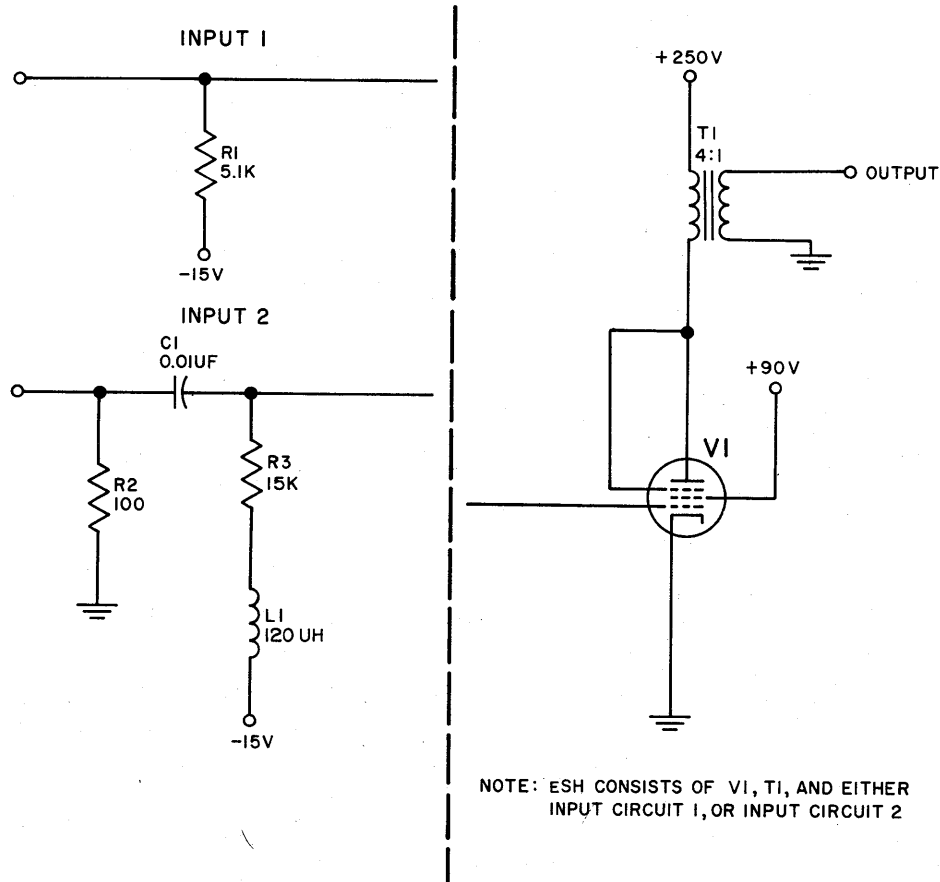 INPUT 1
R1
5.1K
-15V
INPUT 2
C1
0.01UF
R2
100
R3
15K
L1
120 UH
-15V
+250V
T1
4:1
OUTPUT
+90V
V1
NOTE: ESH CONSISTS OF V1, T1, AND EITHER
INPUT CIRCUIT 1, OR INPUT CIRCUIT 2